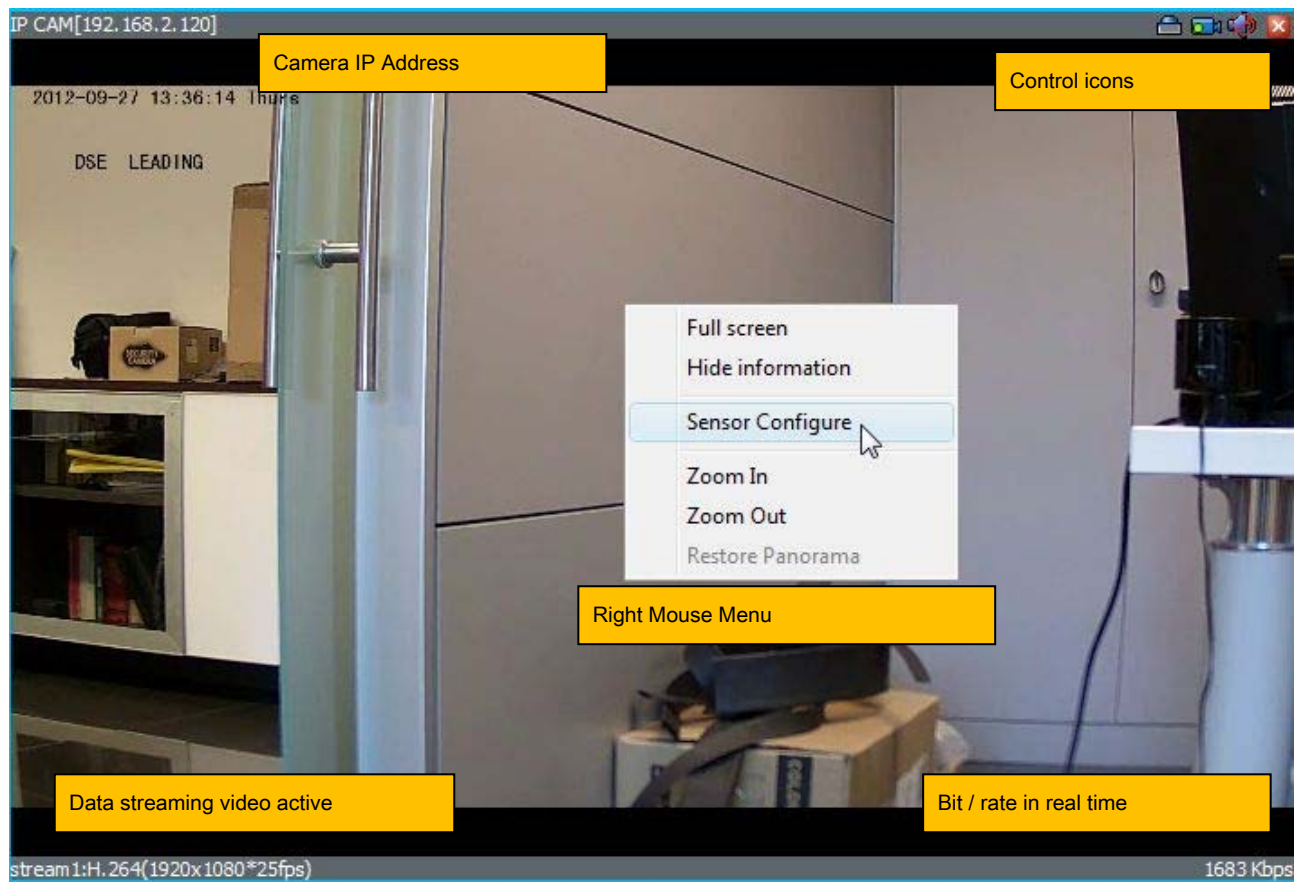 IP CAM[192.168.2.120]
Camera IP Address
Control icons
2012-09-27 13:36:14 Thurs
DSE LEADING
SECURITY
CAMERA
Full screen
Hide information
Sensor Configure
Zoom In
Zoom Out
Restore Panorama
Right Mouse Menu
Data streaming video active
Bit / rate in real time
stream1:H.264(1920x1080*25fps)
1683 Kbps